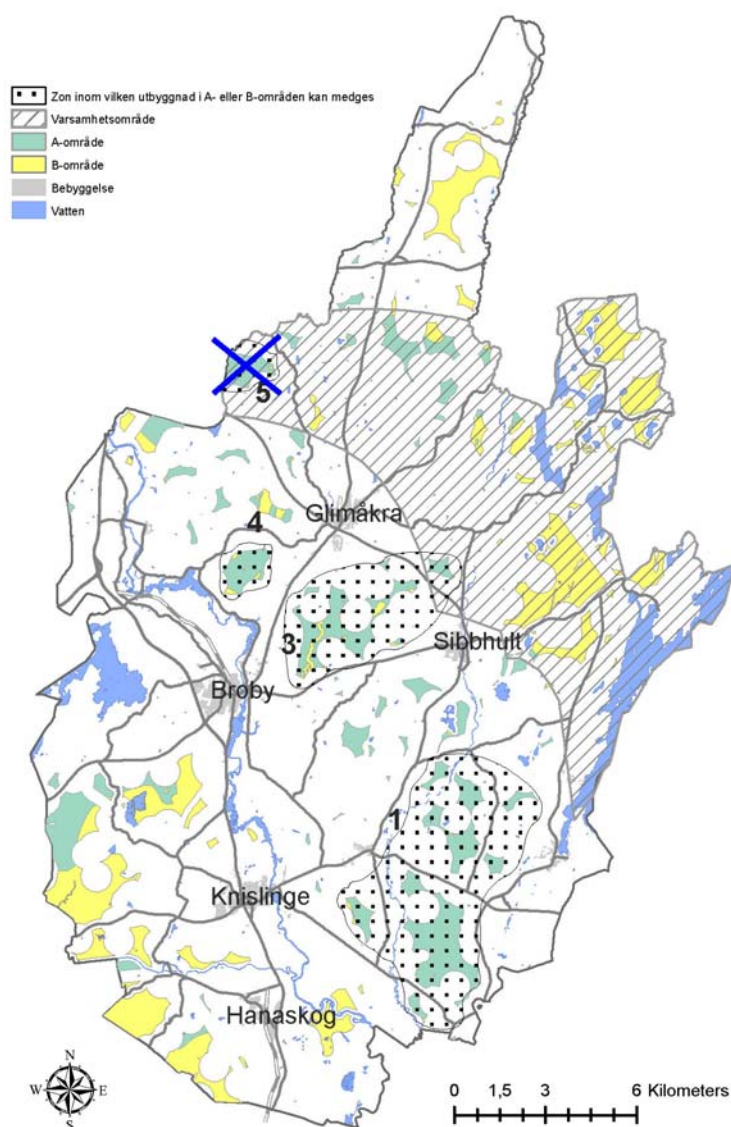 Zon inom vilken utbyggnad i A- eller B-områden kan medges
Varsamhetsområde
A-område
B-område
Bebyggelse
Vatten
5
Glimåkra
4
3
Sibbhult
Broby
1
Knislinge
Hanaskog
N
W E
S
0 1,5 3 6 Kilometers